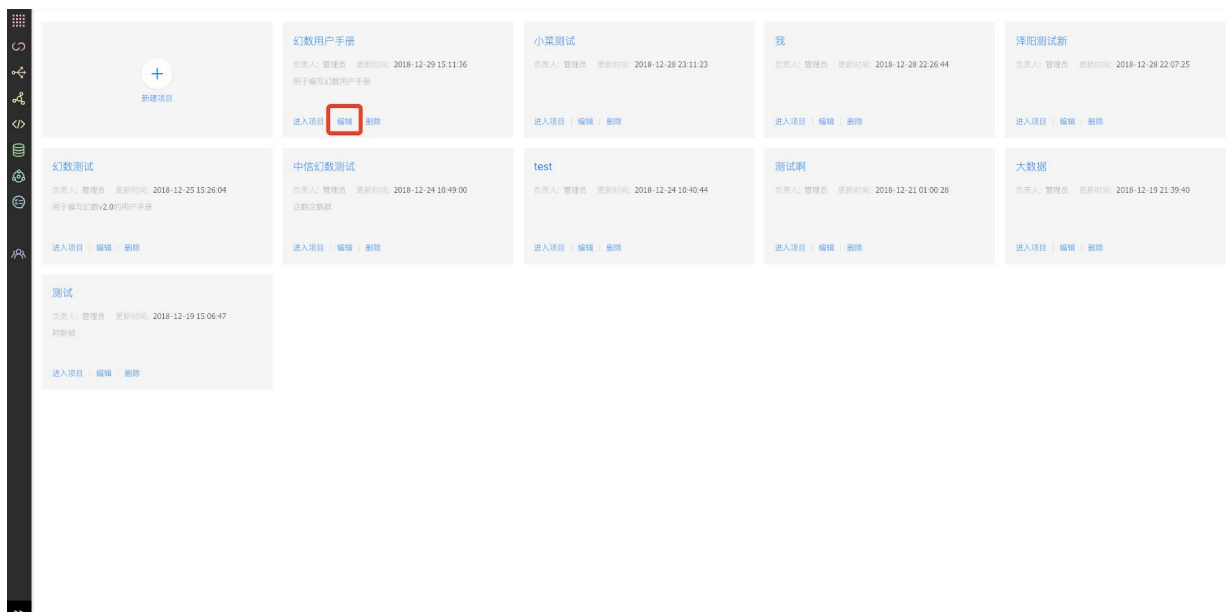 新建项目
幻数用户手册
负责人: 管理员 更新时间: 2018-12-29 15:11:36
用于编写幻数用户手册
进入项目 | 编辑 | 删除
小菜测试
负责人: 管理员 更新时间: 2018-12-28 23:11:23
进入项目 | 编辑 | 删除
我
负责人: 管理员 更新时间: 2018-12-28 22:26:44
进入项目 | 编辑 | 删除
泽阳测试新
负责人: 管理员 更新时间: 2018-12-28 22:07:25
进入项目 | 编辑 | 删除
幻数测试
负责人: 管理员 更新时间: 2018-12-25 15:26:04
用于编写幻数v2.0的用户手册
进入项目 | 编辑 | 删除
中信幻数测试
负责人: 管理员 更新时间: 2018-12-24 10:49:00
企鹅企鹅群
进入项目 | 编辑 | 删除
test
负责人: 管理员 更新时间: 2018-12-24 10:40:44
进入项目 | 编辑 | 删除
测试啊
负责人: 管理员 更新时间: 2018-12-21 01:00:28
进入项目 | 编辑 | 删除
大数据
负责人: 管理员 更新时间: 2018-12-19 21:39:40
进入项目 | 编辑 | 删除
测试
负责人: 管理员 更新时间: 2018-12-19 15:06:47
进入项目 | 编辑 | 删除